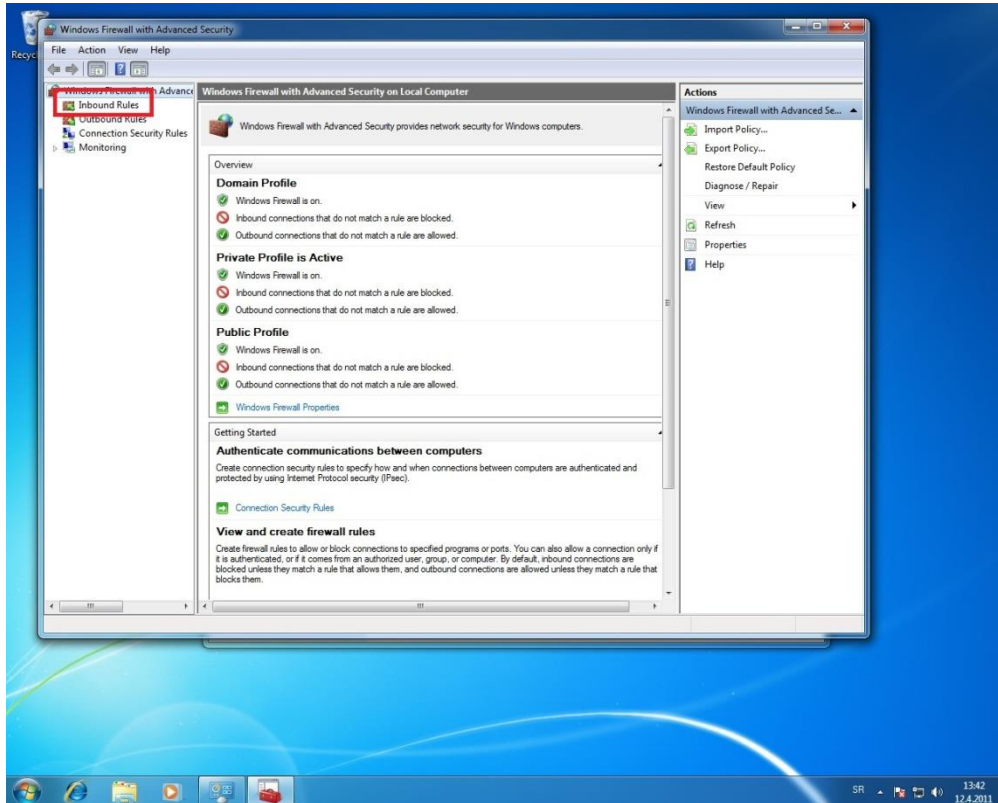 Windows Firewall with Advanced Security
File Action View Help
Windows Firewall with Advance
Inbound Rules
Outbound Rules
Connection Security Rules
Monitoring
Windows Firewall with Advanced Security on Local Computer
Windows Firewall with Advanced Security provides network security for Windows computers.
Overview
Domain Profile
Windows Firewall is on.
Inbound connections that do not match a rule are blocked.
Outbound connections that do not match a rule are allowed.
Private Profile is Active
Windows Firewall is on.
Inbound connections that do not match a rule are blocked.
Outbound connections that do not match a rule are allowed.
Public Profile
Windows Firewall is on.
Inbound connections that do not match a rule are blocked.
Outbound connections that do not match a rule are allowed.
Windows Firewall Properties
Getting Started
Authenticate communications between computers
Create connection security rules to specify how and when connections between computers are authenticated and
protected by using Internet Protocol security (IPsec).
Connection Security Rules
View and create firewall rules
Create firewall rules to allow or block connections to specified programs or ports. You can also allow a connection only if
it is authenticated, or if it comes from an authorized user, group, or computer. By default, inbound connections are
blocked unless they match a rule that allows them, and outbound connections are allowed unless they match a rule that
blocks them.
Actions
Windows Firewall with Advanced Se...
Import Policy...
Export Policy...
Restore Default Policy
Diagnose / Repair
View
Refresh
Properties
Help
Recyc
SR
13:42
12.4.2011